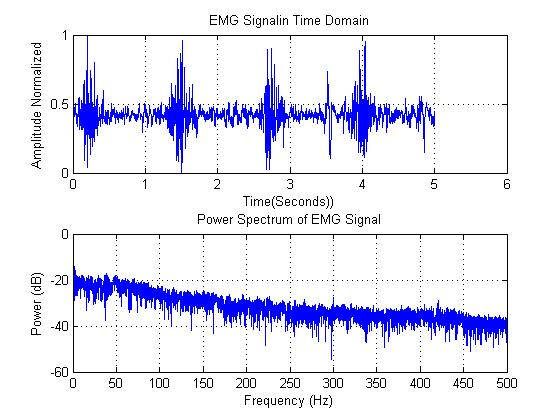 EMG Signalin Time Domain
1
0.5
0
Amplitude Normalized
0 1 2 3 4 5 6
Time(Seconds))
Power Spectrum of EMG Signal
0
-20
-40
-60
Power (dB)
0 50 100 150 200 250 300 350 400 450 500
Frequency (Hz)